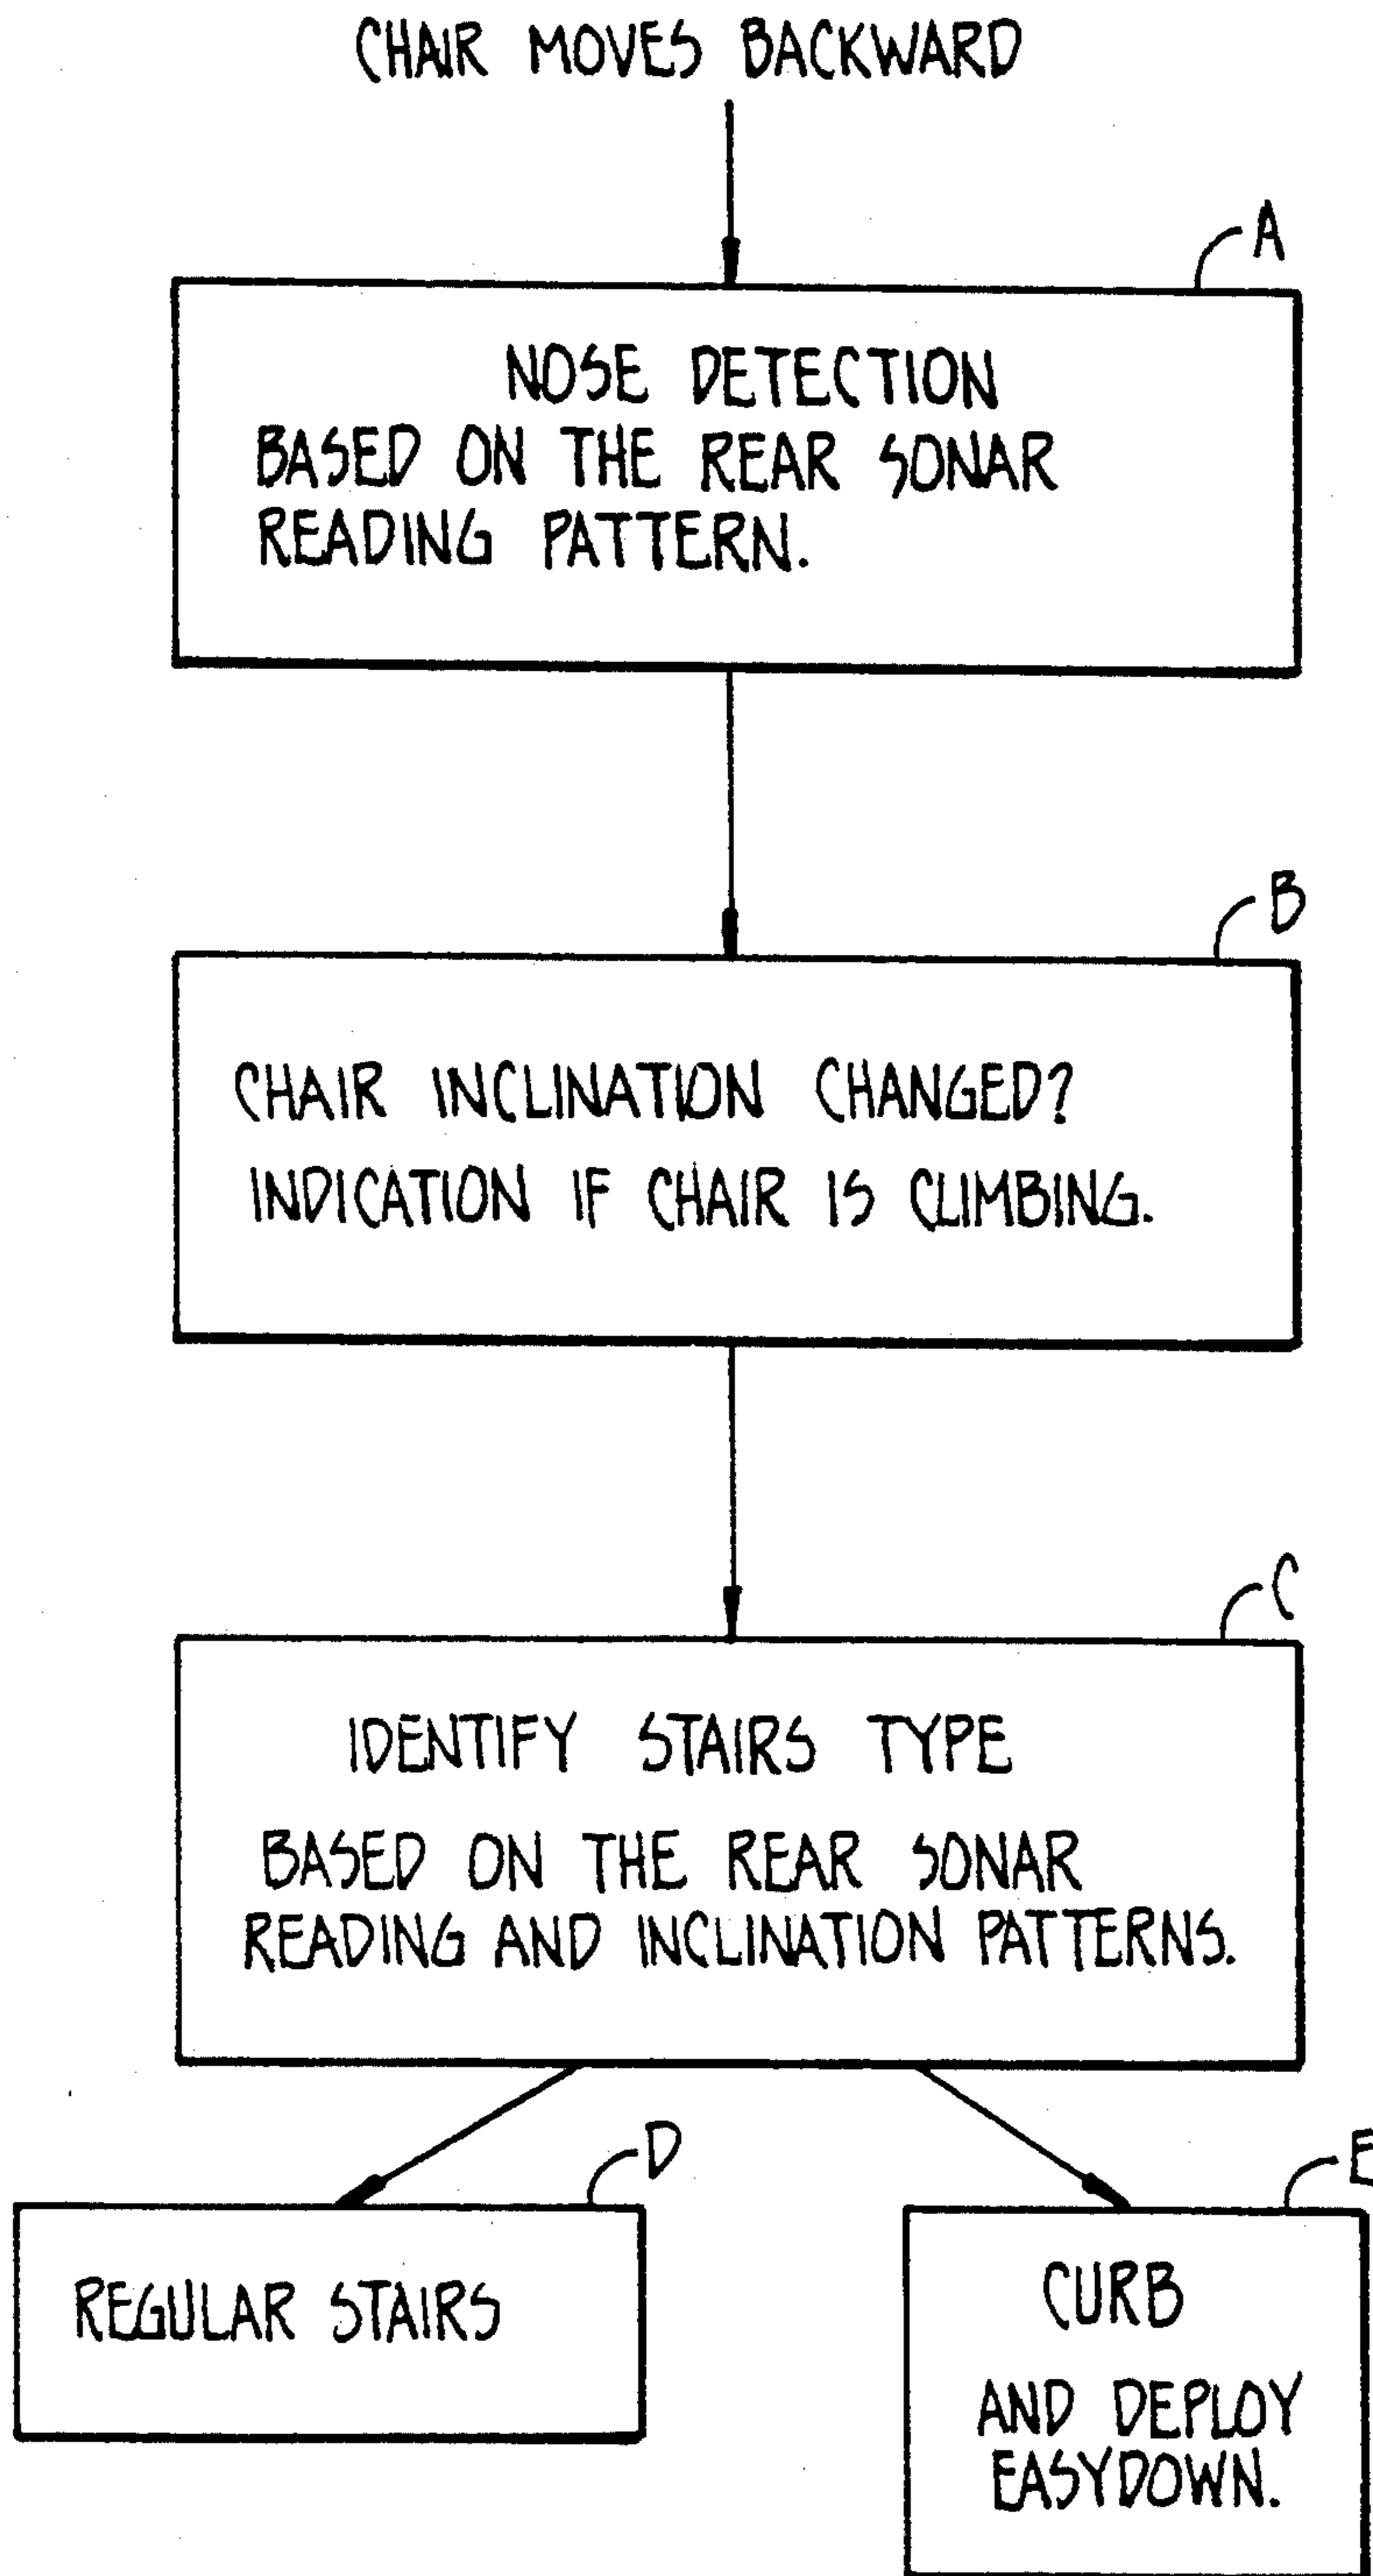 CHAIR MOVES BACKWARD
A
NOSE DETECTION
BASED ON THE REAR SONAR
READING PATTERN.
B
CHAIR INCLINATION CHANGED?
INDICATION IF CHAIR IS CLIMBING.
C
IDENTIFY STAIRS TYPE
BASED ON THE REAR SONAR
READING AND INCLINATION PATTERNS.
D
REGULAR STAIRS
E
CURB
AND DEPLOY
EASYDOWN.